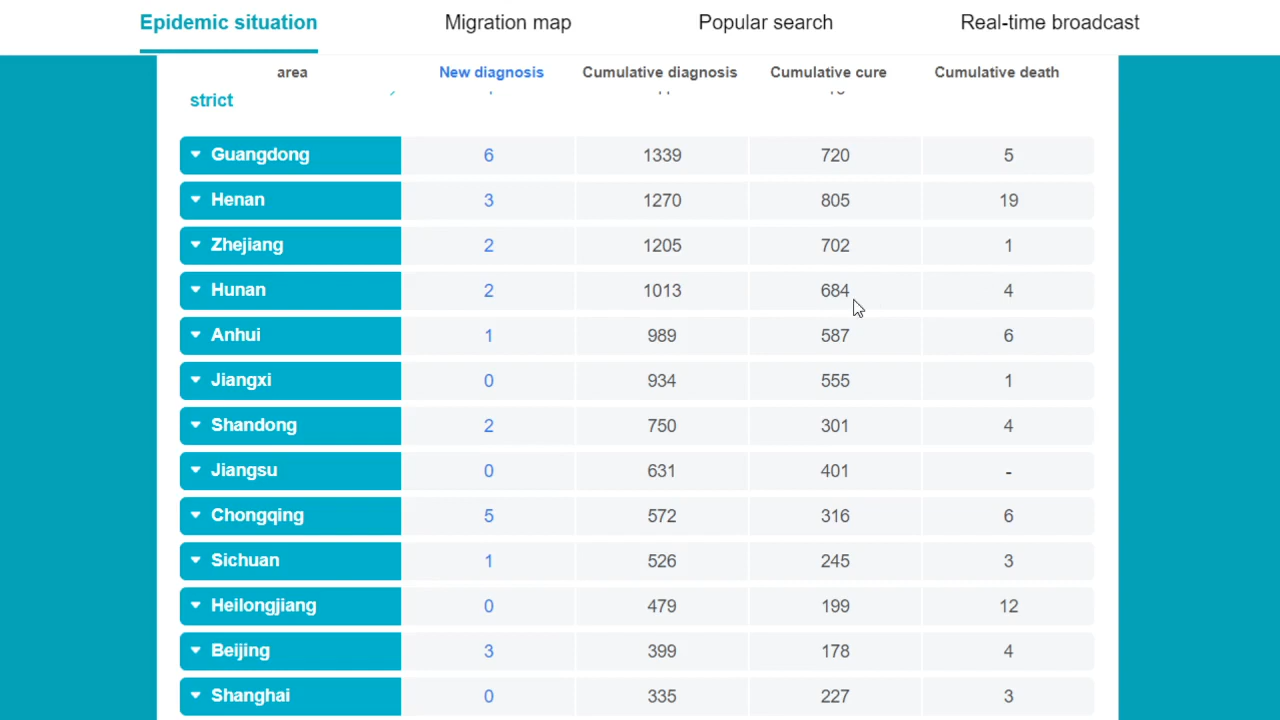 Epidemic situation Migration map Popular search Real-time broadcast
area New diagnosis Cumulative diagnosis Cumulative cure Cumulative death
strict
Guangdong 6 1339 720 5
Henan 3 1270 805 19
Zhejiang 2 1205 702 1
Hunan 2 1013 684 4
Anhui 1 989 587 6
Jiangxi 0 934 555 1
Shandong 2 750 301 4
Jiangsu 0 631 401 -
Chongqing 5 572 316 6
Sichuan 1 526 245 3
Heilongjiang 0 479 199 12
Beijing 3 399 178 4
Shanghai 0 335 227 3